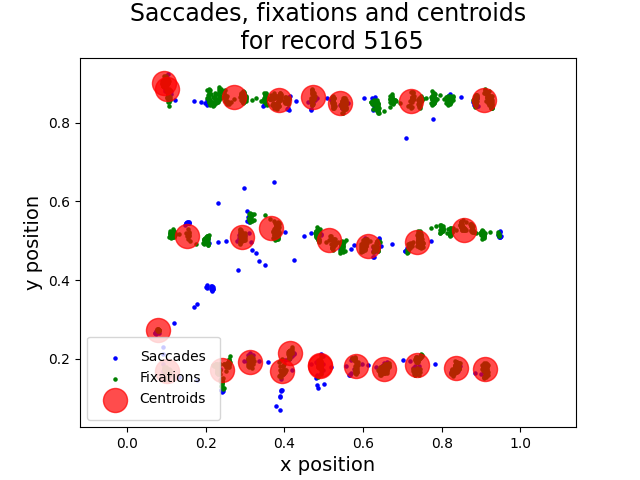 Saccades, fixations and centroids
for record 5165
y position
0.8
0.6
0.4
0.2
Saccades
Fixations
Centroids
0.0 0.2 0.4 0.6 0.8 1.0
x position